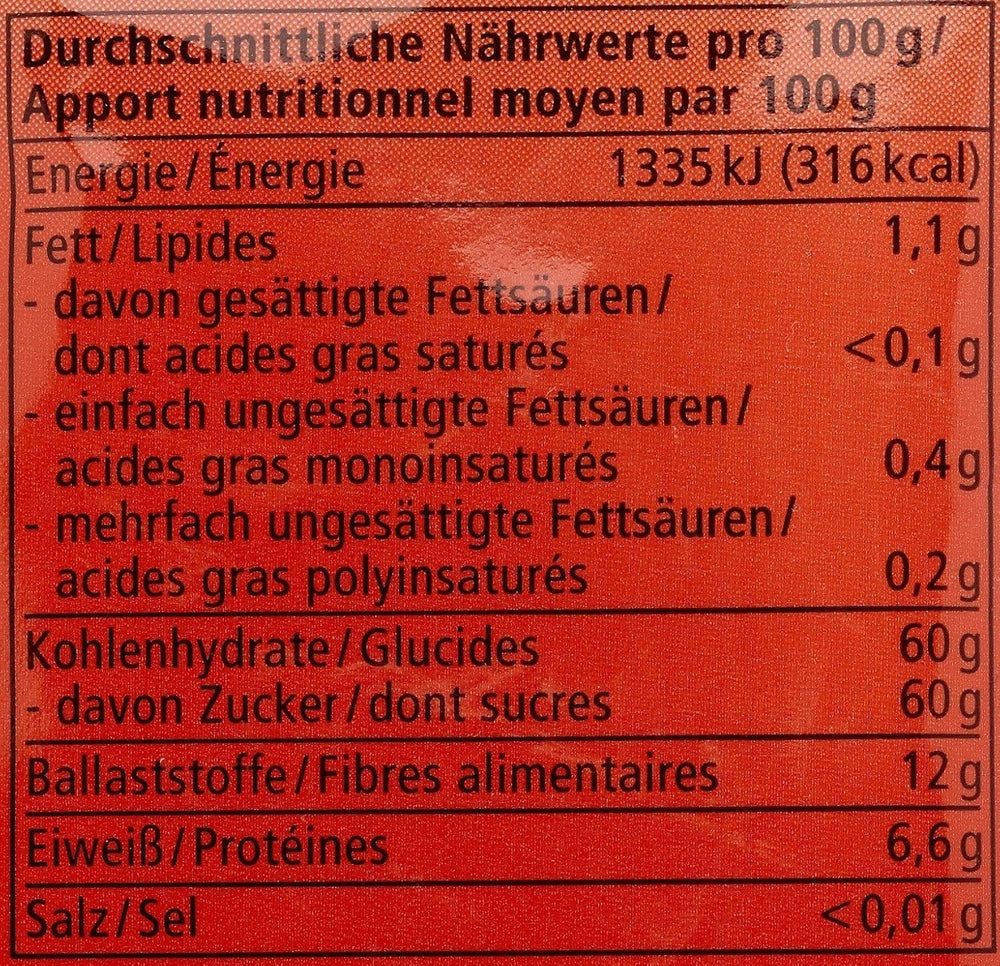 Durchschnittliche Nährwerte pro 100 g/
Apport nutritionnel moyen par 100 g
Energie/Énergie 1335 kJ (316 kcal)
Fett/Lipides 1,1 g
- davon gesättigte Fettsäuren/
dont acides gras saturés <0,1 g
- einfach ungesättigte Fettsäuren/
acides gras monoinsaturés 0,4 g
- mehrfach ungesättigte Fettsäuren/
acides gras polyinsaturés 0,2 g
Kohlenhydrate/Glucides 60 g
- davon Zucker/dont sucres 60 g
Ballaststoffe/Fibres alimentaires 12 g
Eiweiß/Protéines 6,6 g
Salz/Sel <0,01 g